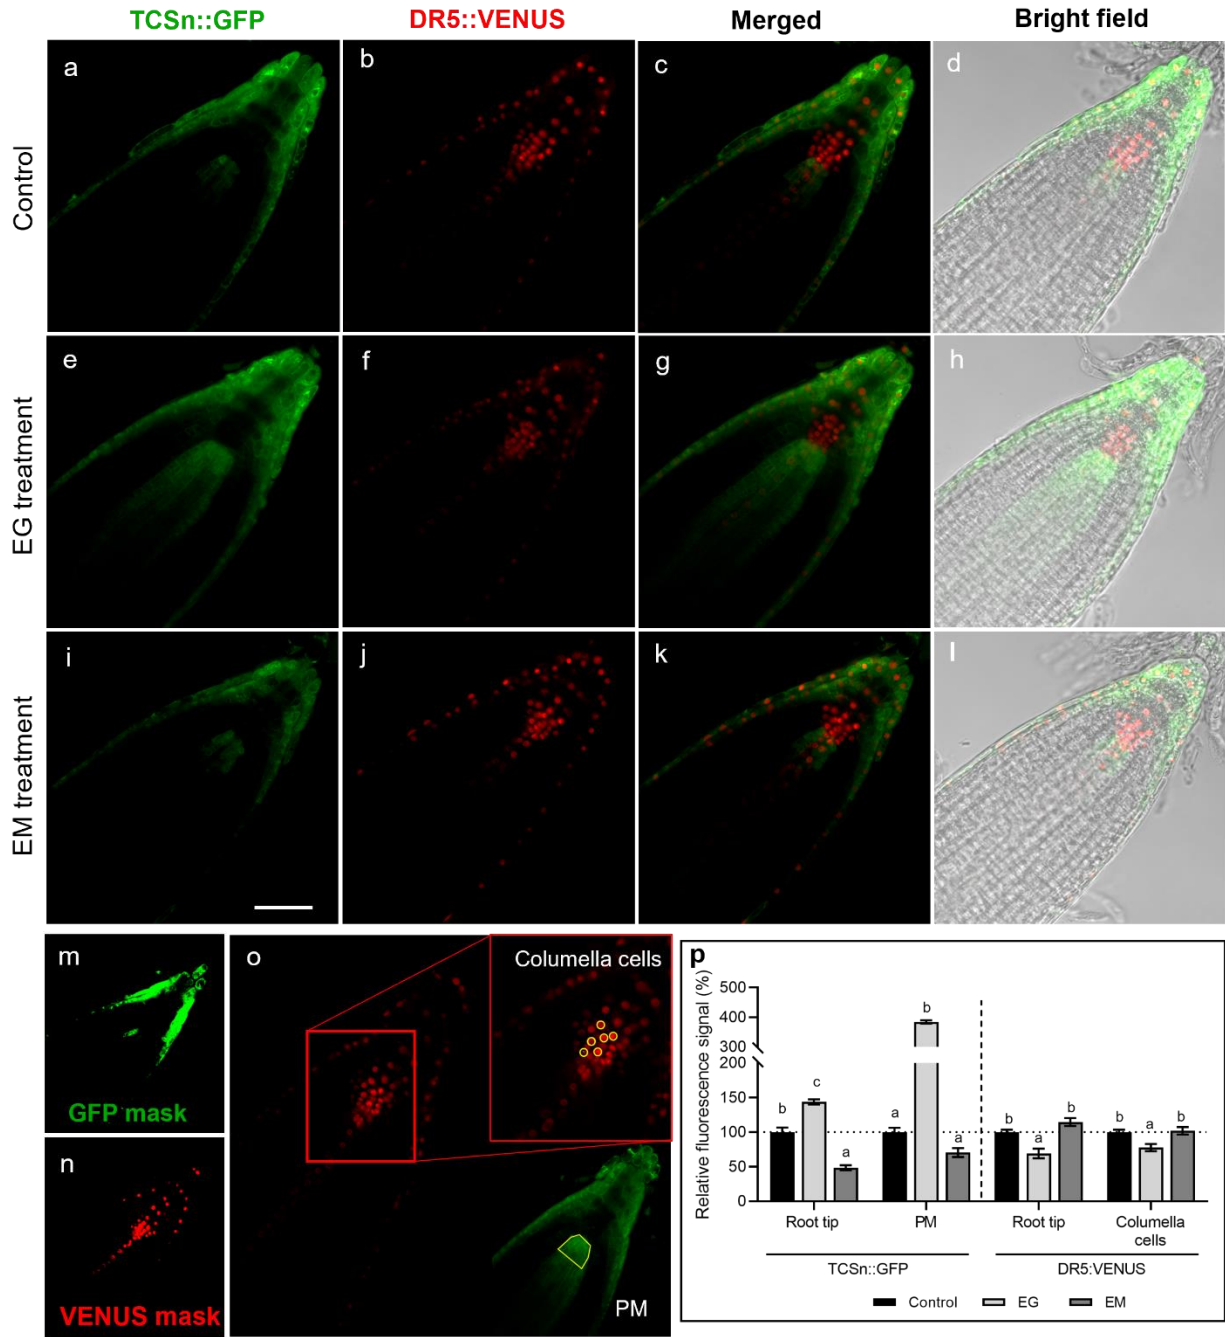 TCSn::GFP DR5::VENUS Merged Bright field
Control
a b c d
EG treatment
e f g h
EM treatment
i j k l
m
GFP mask
n
VENUS mask
o
Columella cells
PM
p
Relative fluorescence signal (%)
500
400
300
200
150
100
50
0
b c a a b a b a b b a b
Root tip PM Root tip Columella
cells
TCSn::GFP DR5:VENUS
Control EG EM